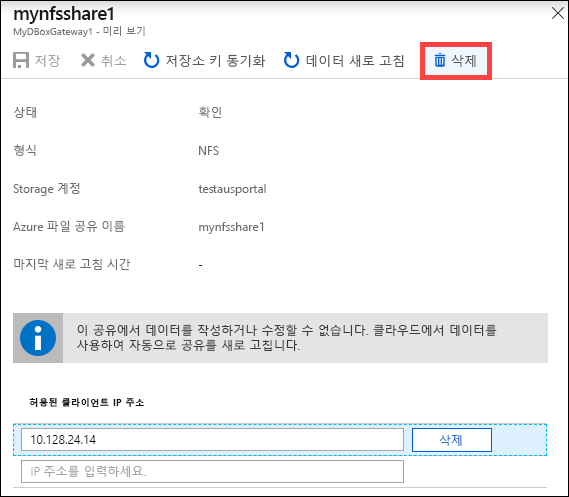 mynfsshare1
MyDBoxGateway1 - 미리 보기
저장 취소 저장소 키 동기화 데이터 새로 고침 삭제
상태 확인
형식 NFS
Storage 계정 testausportal
Azure 파일 공유 이름 mynfsshare1
마지막 새로 고침 시간 -
이 공유에서 데이터를 작성하거나 수정할 수 없습니다. 클라우드에서 데이터를
사용하여 자동으로 공유를 새로 고칩니다.
허용된 클라이언트 IP 주소
10.128.24.14 삭제
IP 주소를 입력하세요.